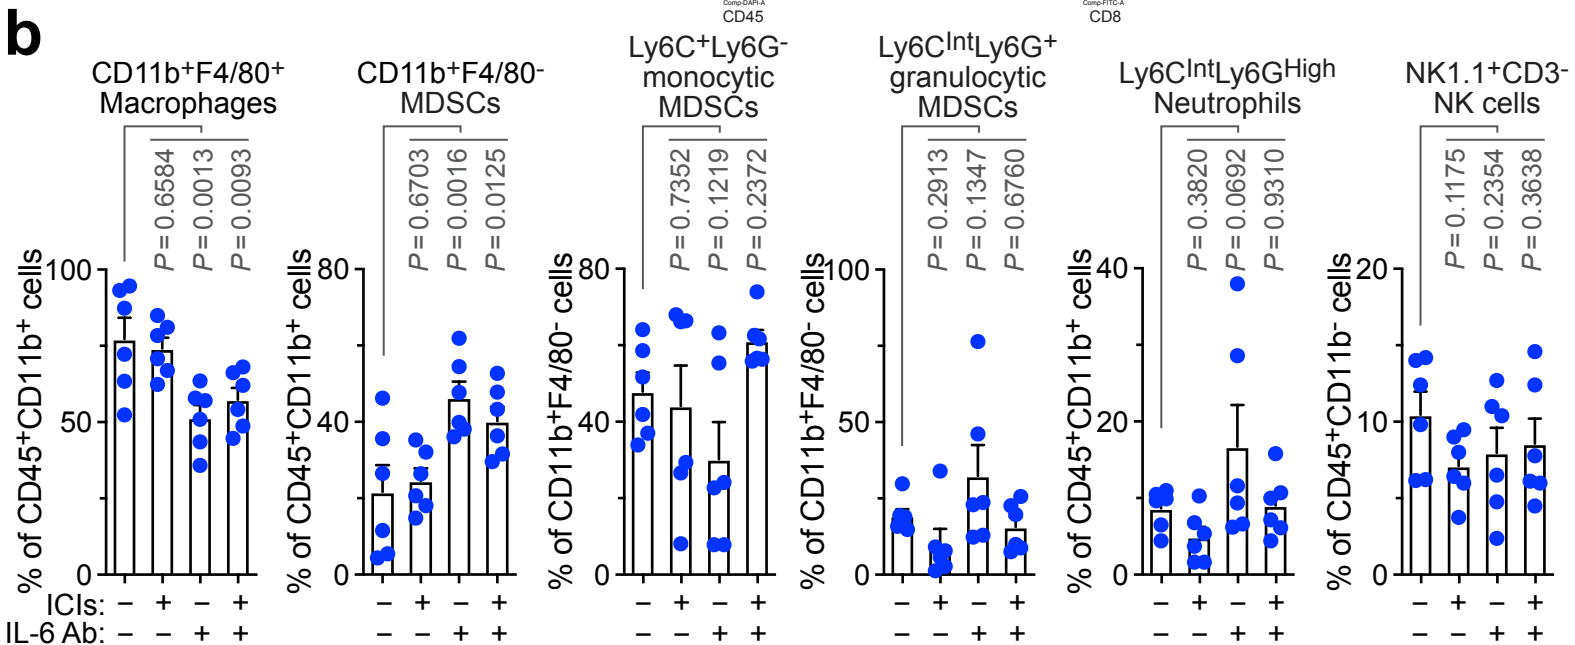 b
Comp-DAPI-A
CD45
Comp-FITC-A
CD8
CD11b+F4/80+
Macrophages
P = 0.6584
P = 0.0013
P = 0.0093
% of CD45+CD11b+ cells
100
50
0
CD11b+F4/80-
MDSCs
P = 0.6703
P = 0.0016
P = 0.0125
% of CD45+CD11b+ cells
80
40
0
Ly6C+Ly6G-
monocytic
MDSCs
P = 0.7352
P = 0.1219
P = 0.2372
% of CD11b+F4/80- cells
80
40
0
Ly6CIntLy6G+
granulocytic
MDSCs
P = 0.2913
P = 0.1347
P = 0.6760
% of CD11b+F4/80- cells
100
50
0
Ly6CIntLy6GHigh
Neutrophils
P = 0.3820
P = 0.0692
P = 0.9310
% of CD45+CD11b+ cells
40
20
0
NK1.1+CD3-
NK cells
P = 0.1175
P = 0.2354
P = 0.3638
% of CD45+CD11b- cells
20
10
0
ICIs: − + − + − + − + − + − + − + − + − + − + − + − +
IL-6 Ab: − − + + − − + + − − + + − − + + − − + + − − + +